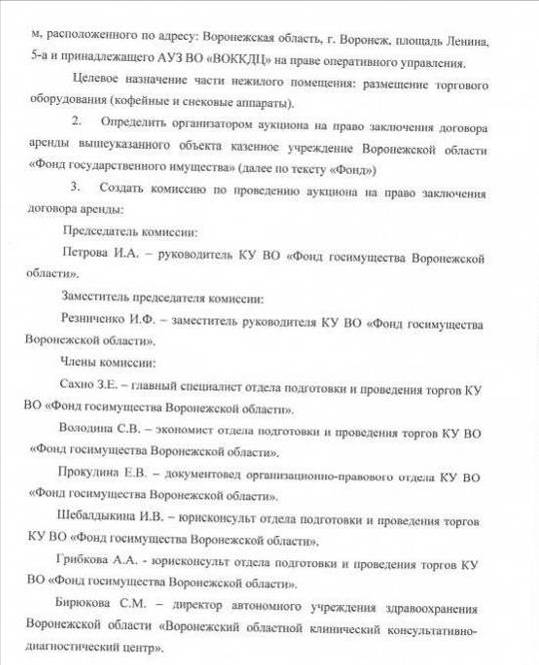 м, расположенного по адресу: Воронежская область, г. Воронеж, площадь Ленина,
5-а и принадлежащего АУЗ ВО «ВОККДЦ» на праве оперативного управления.
Целевое назначение части нежилого помещения: размещение торгового
оборудования (кофейные и снековые аппараты).
2. Определить организатором аукциона на право заключения договора
аренды вышеуказанного объекта казенное учреждение Воронежской области
«Фонд государственного имущества» (далее по тексту «Фонд»)
3. Создать комиссию по проведению аукциона на право заключения
договора аренды:
Председатель комиссии:
Петрова И.А. – руководитель КУ ВО «Фонд госимущества Воронежской
области».
Заместитель председателя комиссии:
Резниченко И.Ф. – заместитель руководителя КУ ВО «Фонд госимущества
Воронежской области».
Члены комиссии:
Сахно З.Е. – главный специалист отдела подготовки и проведения торгов КУ
ВО «Фонд госимущества Воронежской области».
Володина С.В. – экономист отдела подготовки и проведения торгов КУ ВО
«Фонд госимущества Воронежской области».
Прокудина Е.В. – документовед организационно-правового отдела КУ ВО
«Фонд госимущества Воронежской области».
Шебалдыкина И.В. – юрисконсульт отдела подготовки и проведения торгов
КУ ВО «Фонд госимущества Воронежской области».
Грибкова А.А. - юрисконсульт отдела подготовки и проведения торгов КУ
ВО «Фонд госимущества Воронежской области».
Бирюкова С.М. – директор автономного учреждения здравоохранения
Воронежской области «Воронежский областной клинический консультативно-
диагностический центр».